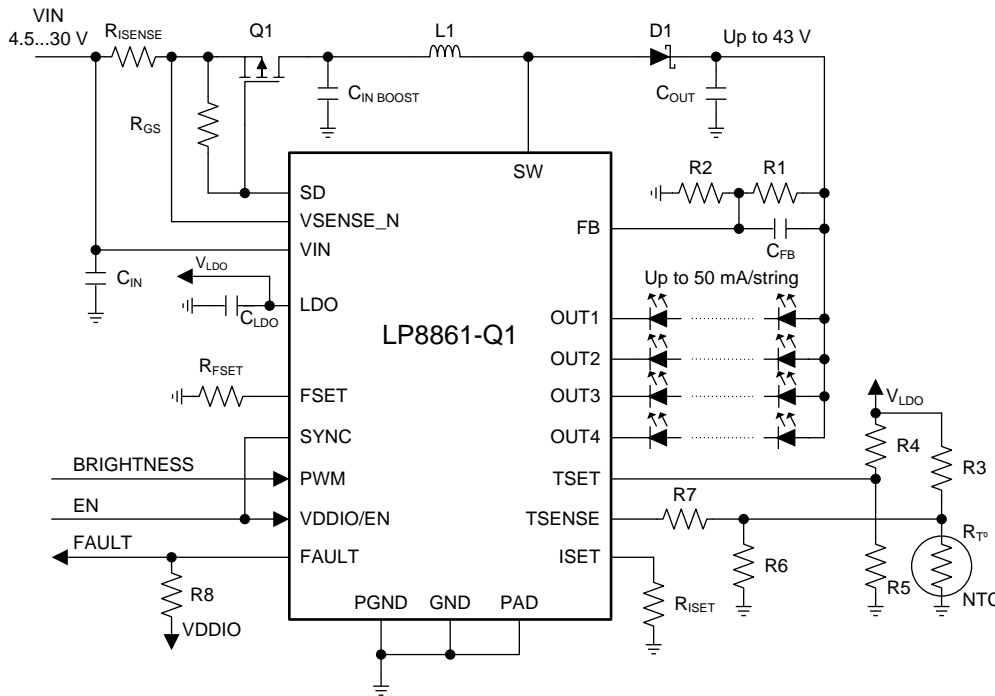 VIN
4.5...30 V
RISENSE
Q1
L1
D1
Up to 43 V
CIN BOOST
COUT
RGS
SW
R2
R1
SD
VSENSE_N
FB
VIN
CFB
CIN
VLDO
Up to 50 mA/string
LDO
CLDO
OUT1
LP8861-Q1
OUT2
RFSET
FSET
OUT3
VLDO
SYNC
OUT4
R4
R3
BRIGHTNESS
PWM
TSET
R7
EN
VDDIO/EN
TSENSE
RT°
FAULT
FAULT
ISET
R6
R8
R5
NTC
PGND
GND
PAD
RISET
VDDIO